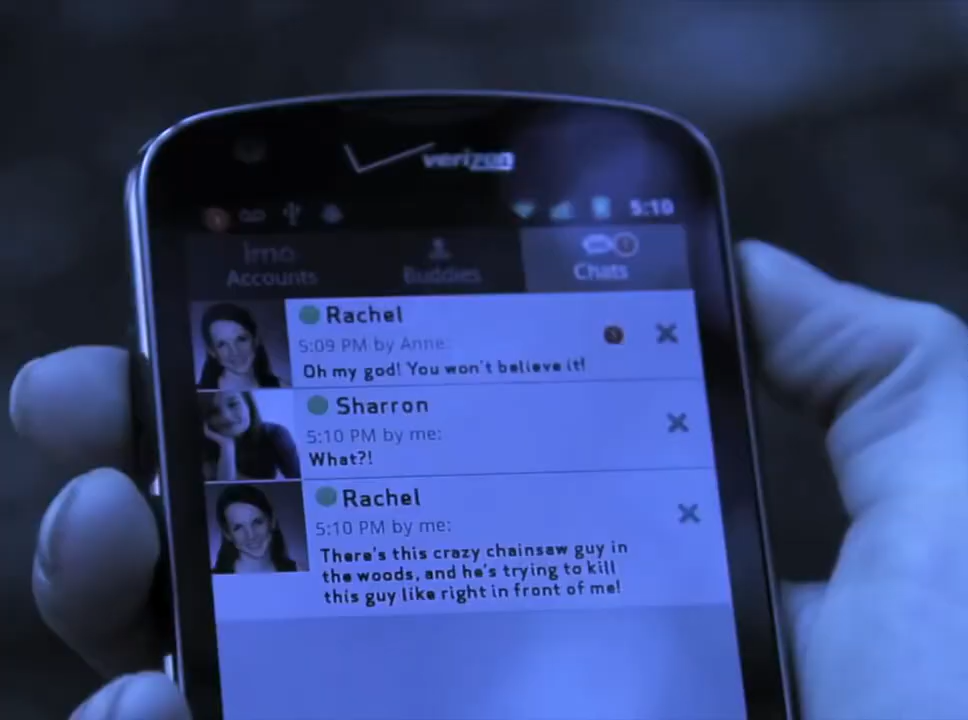 verizon
5:10
imo
Accounts
Buddies
Chats
Rachel
5:09 PM by Anne:
Oh my god! You won't believe it!
Sharron
5:10 PM by me:
What?!
Rachel
5:10 PM by me:
There's this crazy chainsaw guy in
the woods, and he's trying to kill
this guy like right in front of me!